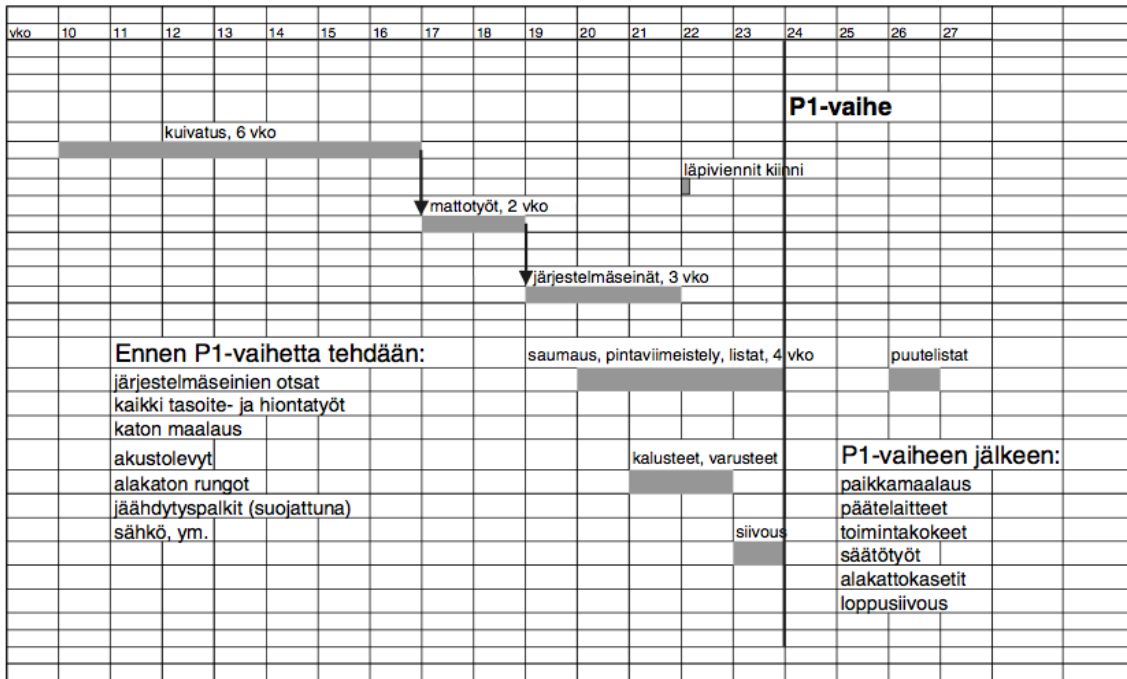 vko 10 11 12 13 14 15 16 17 18 19 20 21 22 23 24 25 26 27
P1-vaihe
kuivatus, 6 vko
läpiviennit kiinni
mattotyöt, 2 vko
järjestelmäseinät, 3 vko
Ennen P1-vaihetta tehdään:
järjestelmäseinien otsat
kaikki tasoite- ja hiontatyöt
katon maalaus
akustolevyt
alakaton rungot
jäähdytyspalkit (suojattuna)
sähkö, ym.
saumaus, pintaviimeistely, listat, 4 vko
puutelistat
kalusteet, varusteet
siivous
P1-vaiheen jälkeen:
paikkamaalaus
päätelaitteet
toimintakokeet
säätötyöt
alakattokasetit
loppusiivous